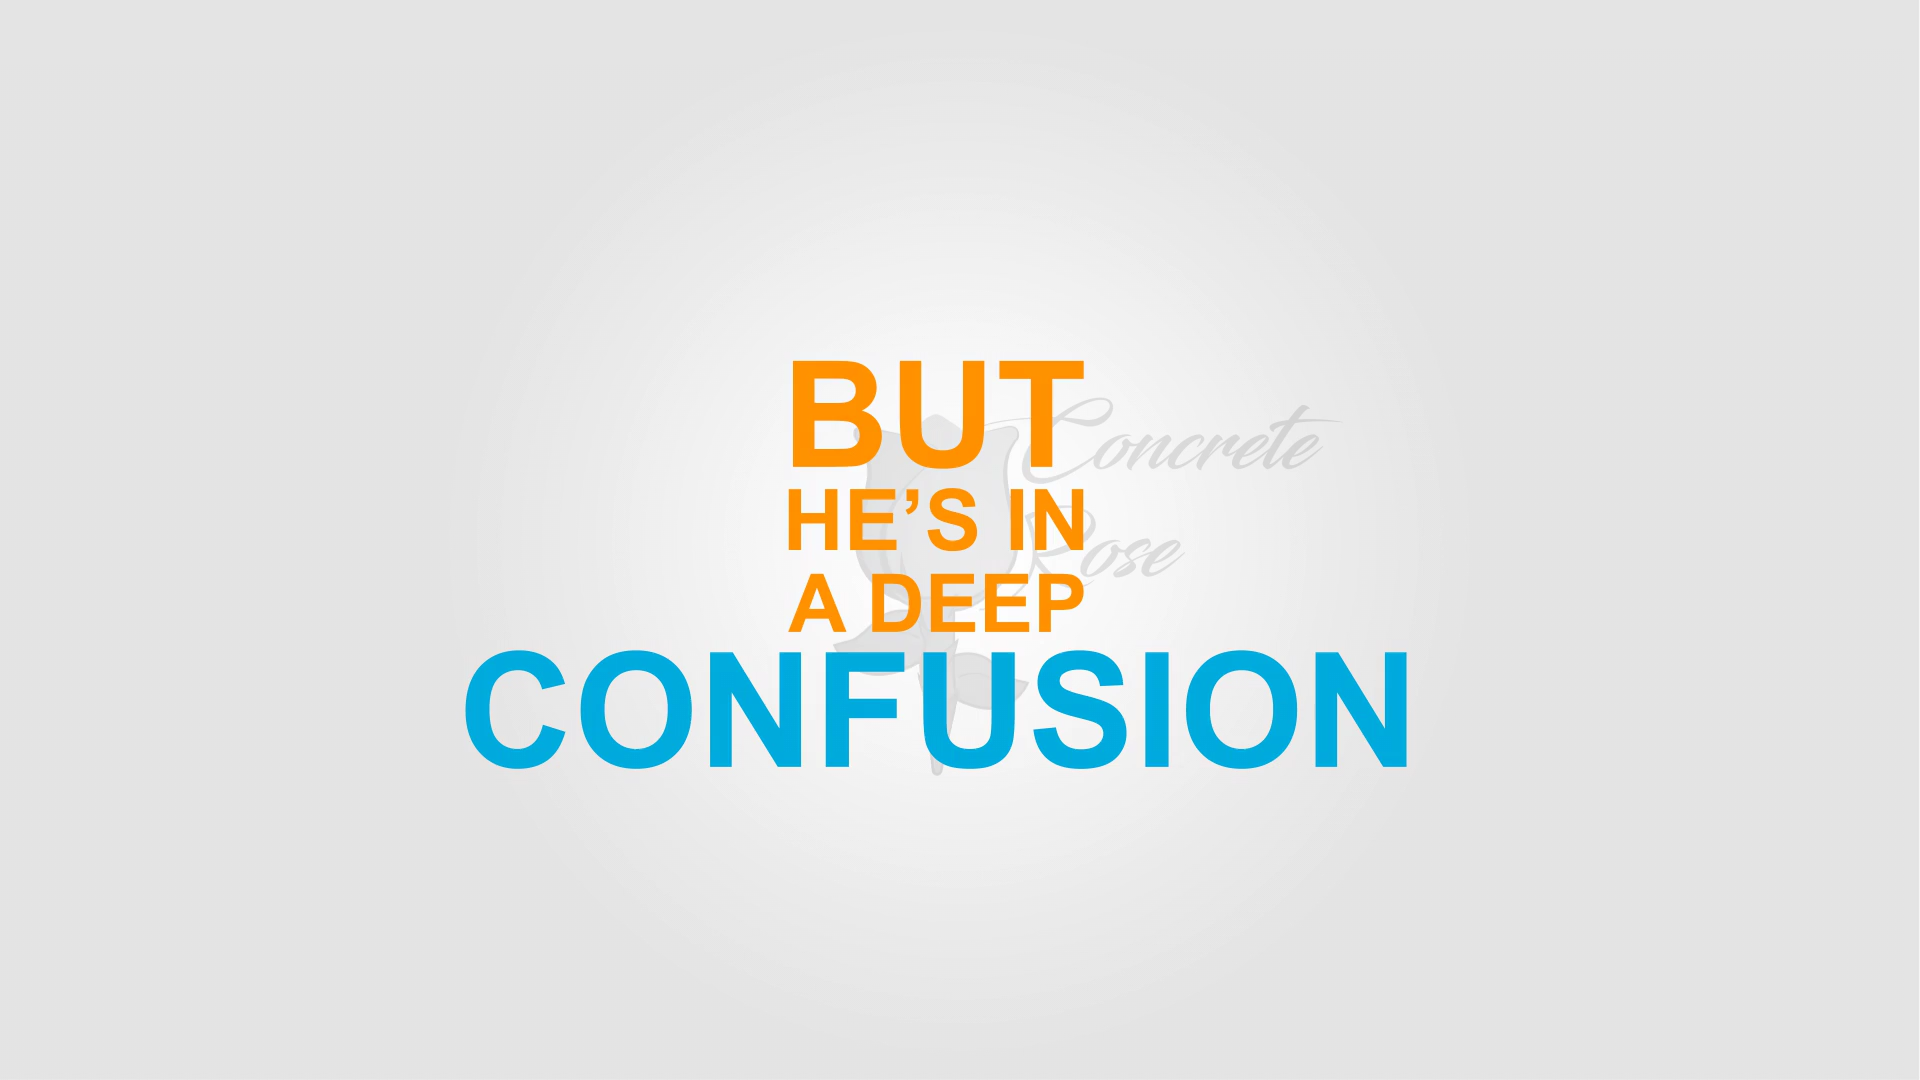 BUT
HE’S IN
A DEEP
CONFUSION
Concrete
Rose